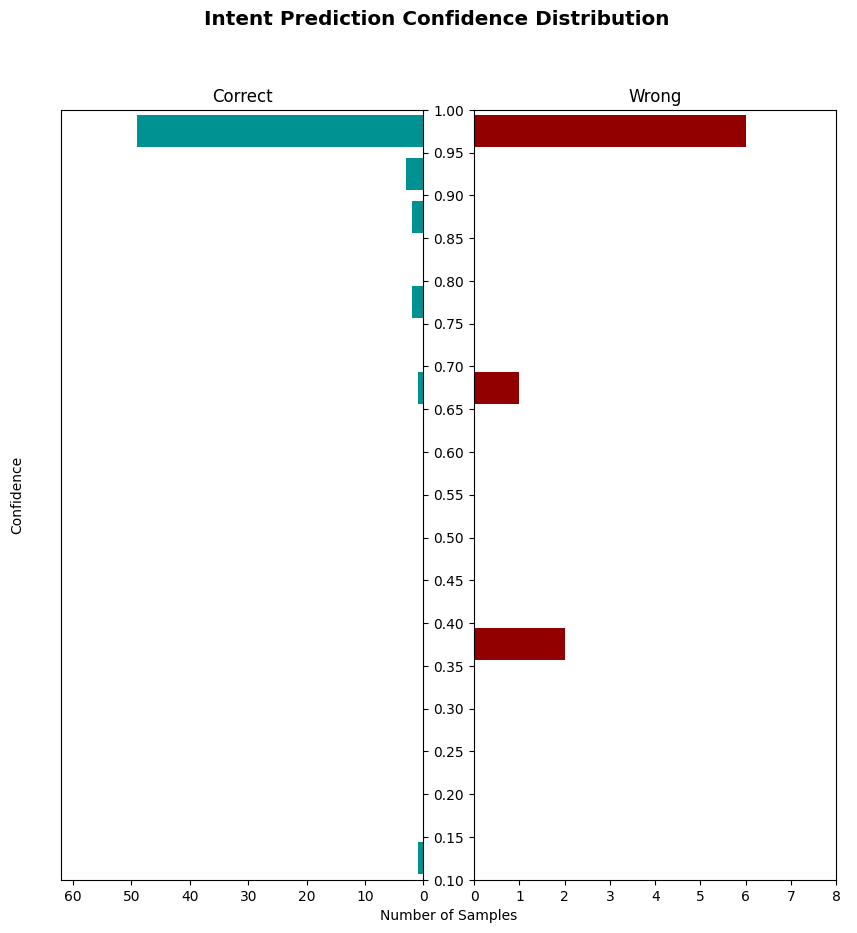 Intent Prediction Confidence Distribution
Correct
Wrong
1.00
0.95
0.90
0.85
0.80
0.75
0.70
0.65
0.60
0.55
0.50
0.45
0.40
0.35
0.30
0.25
0.20
0.15
0.10
Confidence
60 50 40 30 20 10 0
0 1 2 3 4 5 6 7 8
Number of Samples